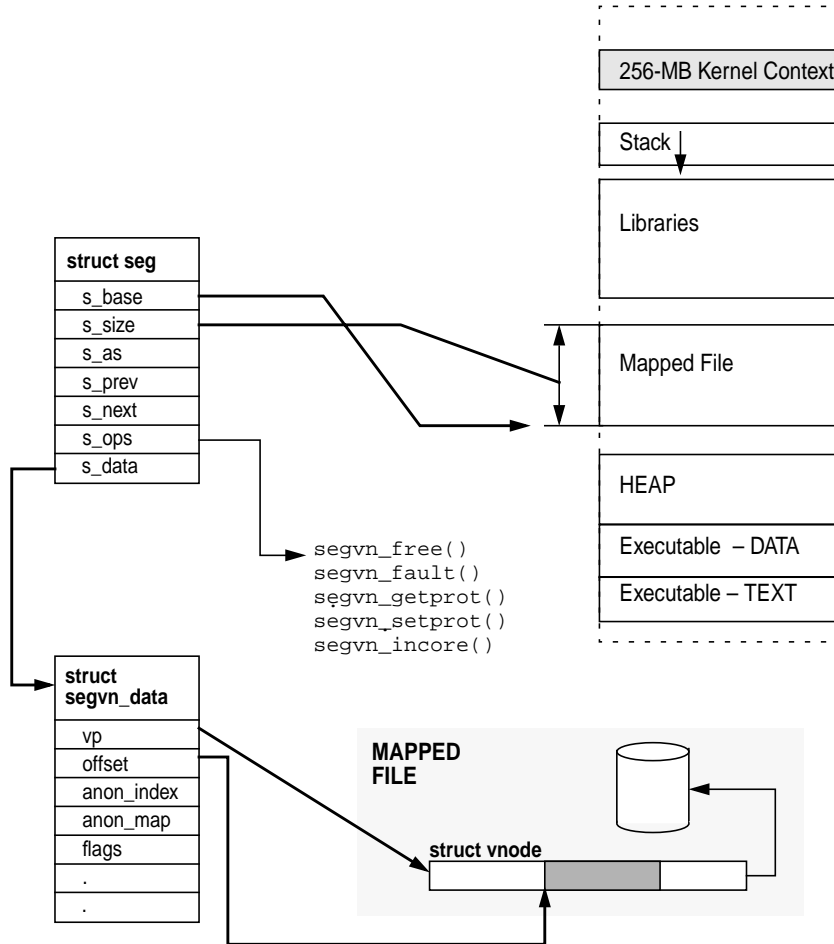 256-MB Kernel Context
Stack
Libraries
struct seg
s_base
s_size
s_as
s_prev
s_next
s_ops
s_data
Mapped File
HEAP
Executable – DATA
Executable – TEXT
segvn_free()
segvn_fault()
segvn_getprot()
segvn_setprot()
segvn_incore()
struct
segvn_data
vp
offset
anon_index
anon_map
flags
.
.
MAPPED
FILE
struct vnode